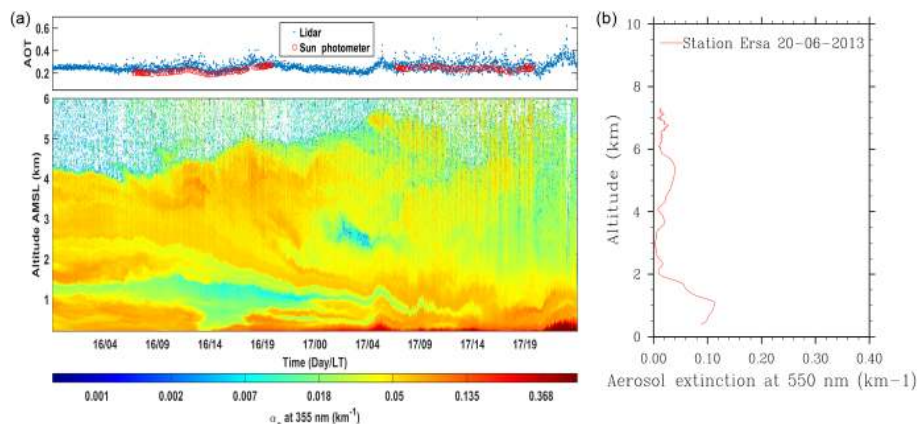 (a)
0.6
0.4
0.2
AOT
Lidar
Sun photometer
6
5
4
3
2
1
Altitude AMSL (km)
16/04 16/09 16/14 16/19 17/00 17/04 17/09 17/14 17/19
Time (Day/LT)
0.001 0.002 0.007 0.018 0.05 0.135 0.368
at 355 nm (km-1)
(b)
Station Ersa 20-06-2013
10
8
6
4
2
0
Altitude (km)
0.00 0.10 0.20 0.30 0.40
Aerosol extinction at 550 nm (km-1)